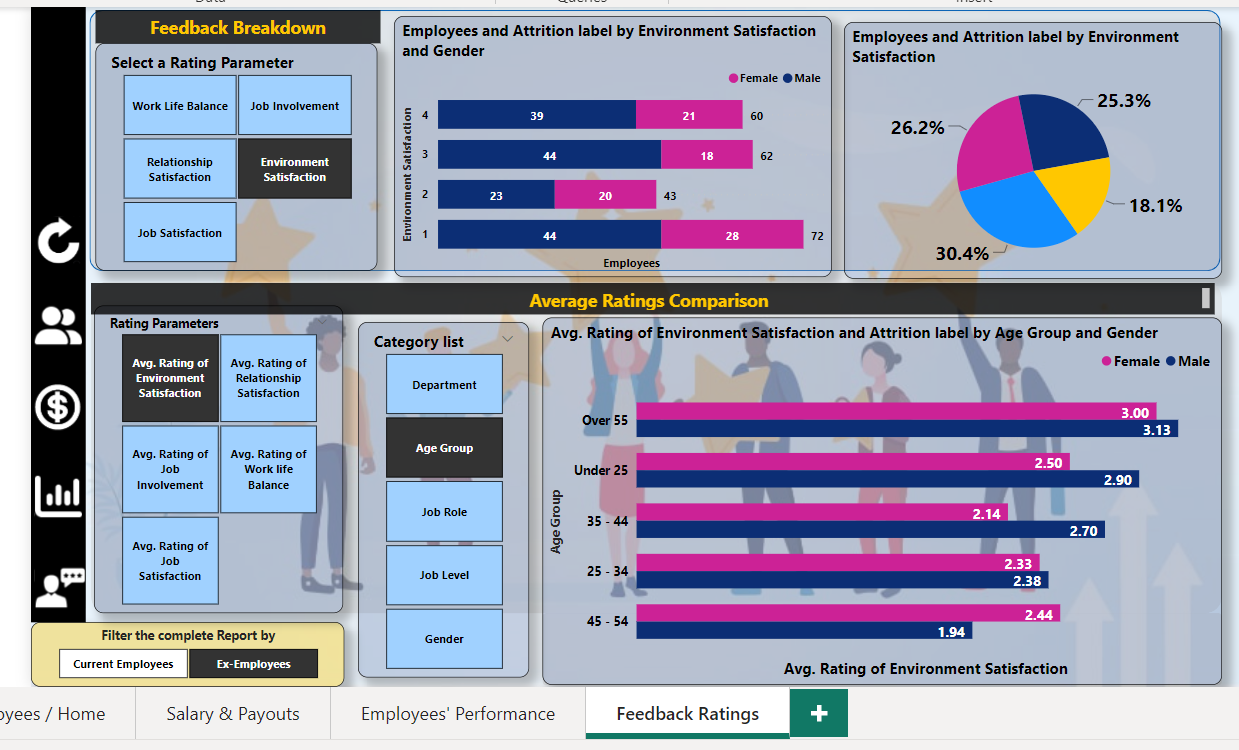 Data
Queries
Insert
Feedback Breakdown
Select a Rating Parameter
Work Life Balance
Job Involvement
Relationship
Satisfaction
Environment
Satisfaction
Job Satisfaction
Employees and Attrition label by Environment Satisfaction
and Gender
Female
Male
Environment Satisfaction
4
39
21
60
3
44
18
62
2
23
20
43
1
44
28
72
Employees
Employees and Attrition label by Environment
Satisfaction
25.3%
26.2%
18.1%
30.4%
Average Ratings Comparison
Rating Parameters
Avg. Rating of
Environment
Satisfaction
Avg. Rating of
Relationship
Satisfaction
Avg. Rating of
Job
Involvement
Avg. Rating of
Work life
Balance
Avg. Rating of
Job
Satisfaction
Category list
Department
Age Group
Job Role
Job Level
Gender
Avg. Rating of Environment Satisfaction and Attrition label by Age Group and Gender
Female
Male
Age Group
Over 55
3.00
3.13
Under 25
2.50
2.90
35 - 44
2.14
2.70
25 - 34
2.33
2.38
45 - 54
2.44
1.94
Avg. Rating of Environment Satisfaction
Filter the complete Report by
Current Employees
Ex-Employees
oyees / Home
Salary & Payouts
Employees' Performance
Feedback Ratings
+